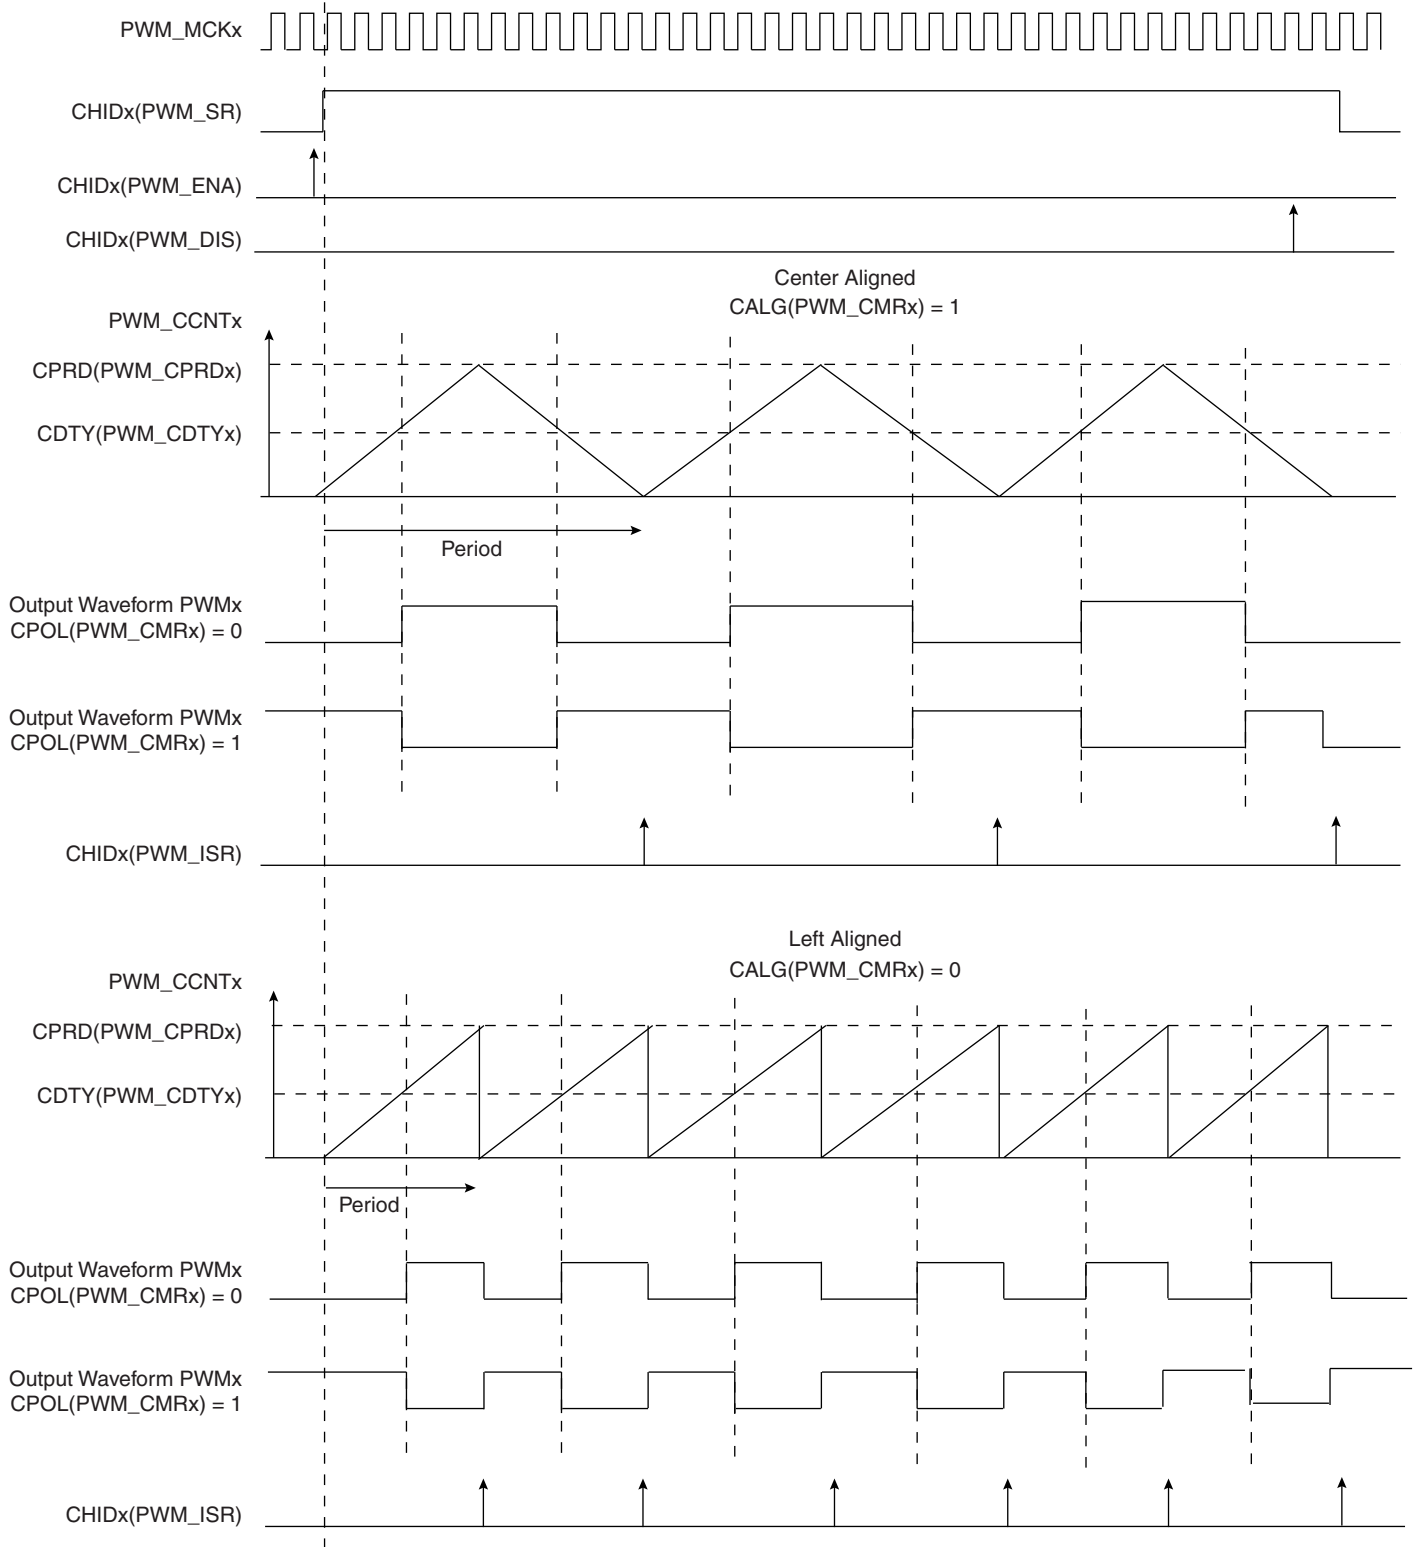 PWM_MCKx
CHIDx(PWM_SR)
CHIDx(PWM_ENA)
CHIDx(PWM_DIS)
Center Aligned
CALG(PWM_CMRx) = 1
PWM_CCNTx
CPRD(PWM_CPRDx)
CDTY(PWM_CDTYx)
Period
Output Waveform PWMx
CPOL(PWM_CMRx) = 0
Output Waveform PWMx
CPOL(PWM_CMRx) = 1
CHIDx(PWM_ISR)
Left Aligned
CALG(PWM_CMRx) = 0
PWM_CCNTx
CPRD(PWM_CPRDx)
CDTY(PWM_CDTYx)
Period
Output Waveform PWMx
CPOL(PWM_CMRx) = 0
Output Waveform PWMx
CPOL(PWM_CMRx) = 1
CHIDx(PWM_ISR)